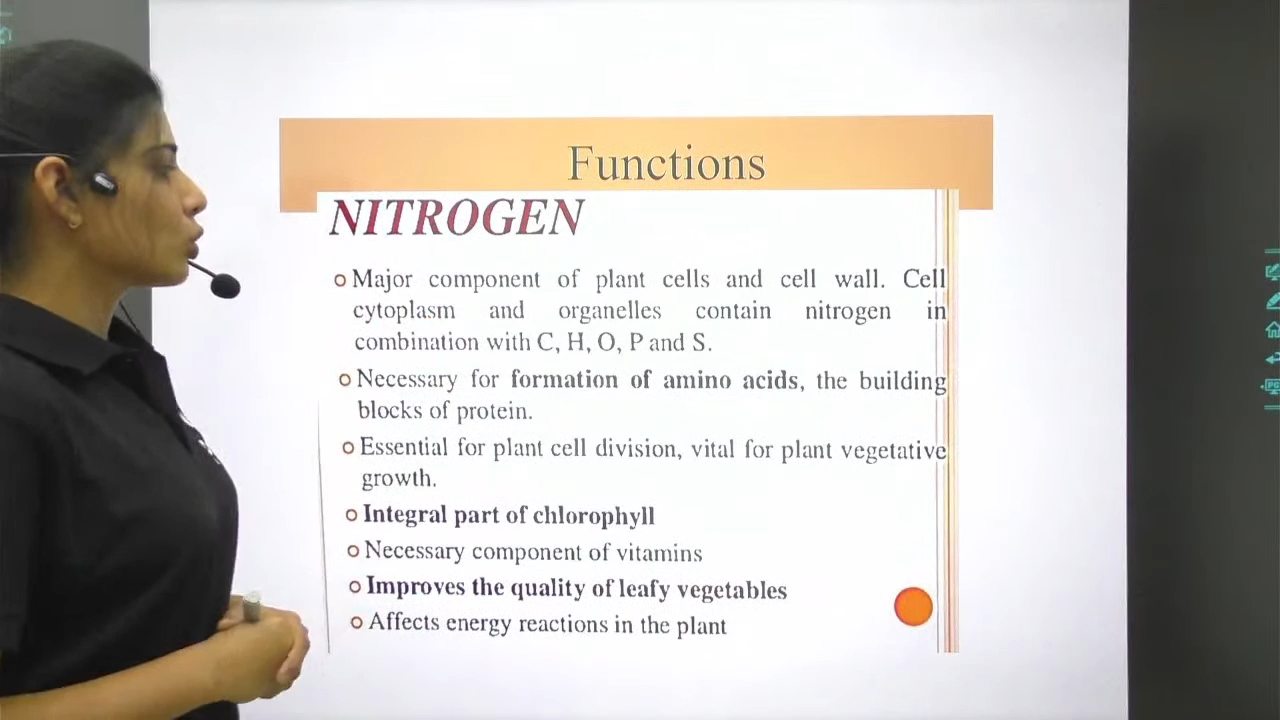 Functions
NITROGEN
Major component of plant cells and cell wall. Cell
cytoplasm and organelles contain nitrogen in
combination with C, H, O, P and S.
Necessary for formation of amino acids, the building
blocks of protein.
Essential for plant cell division, vital for plant vegetative
growth.
Integral part of chlorophyll
Necessary component of vitamins
Improves the quality of leafy vegetables
Affects energy reactions in the plant